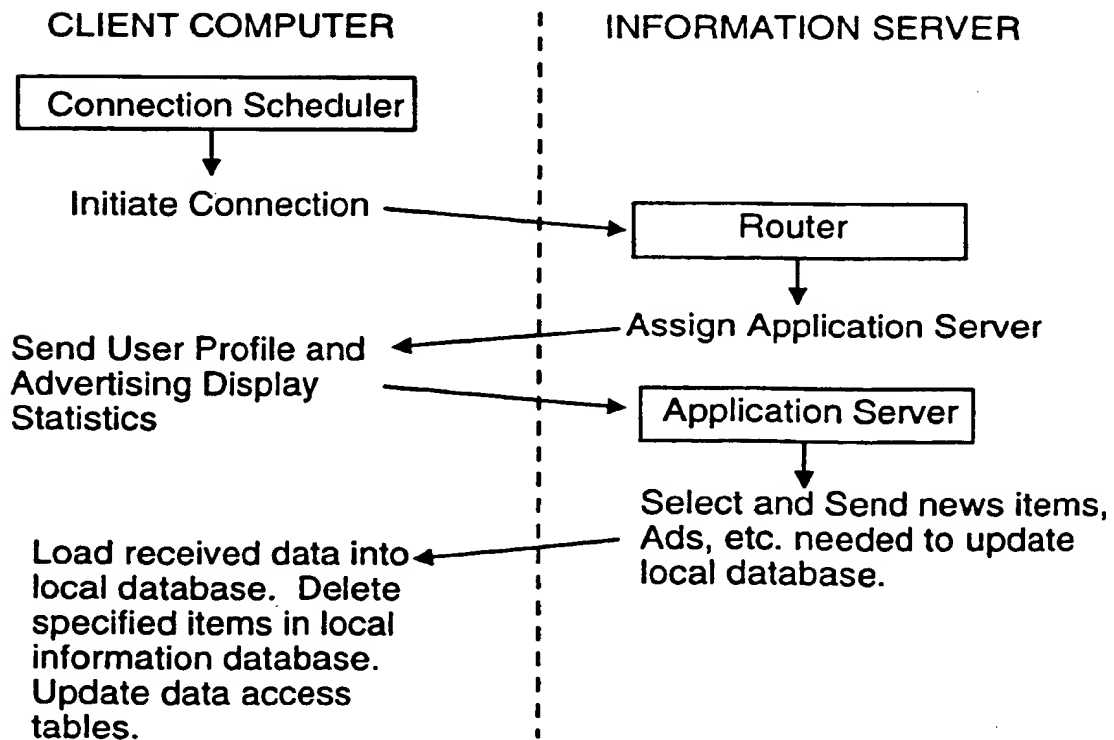 CLIENT COMPUTER
INFORMATION SERVER
Connection Scheduler
Initiate Connection
Router
Assign Application Server
Send User Profile and
Advertising Display
Statistics
Application Server
Select and Send news items,
Ads, etc. needed to update
local database.
Load received data into
local database. Delete
specified items in local
information database.
Update data access
tables.